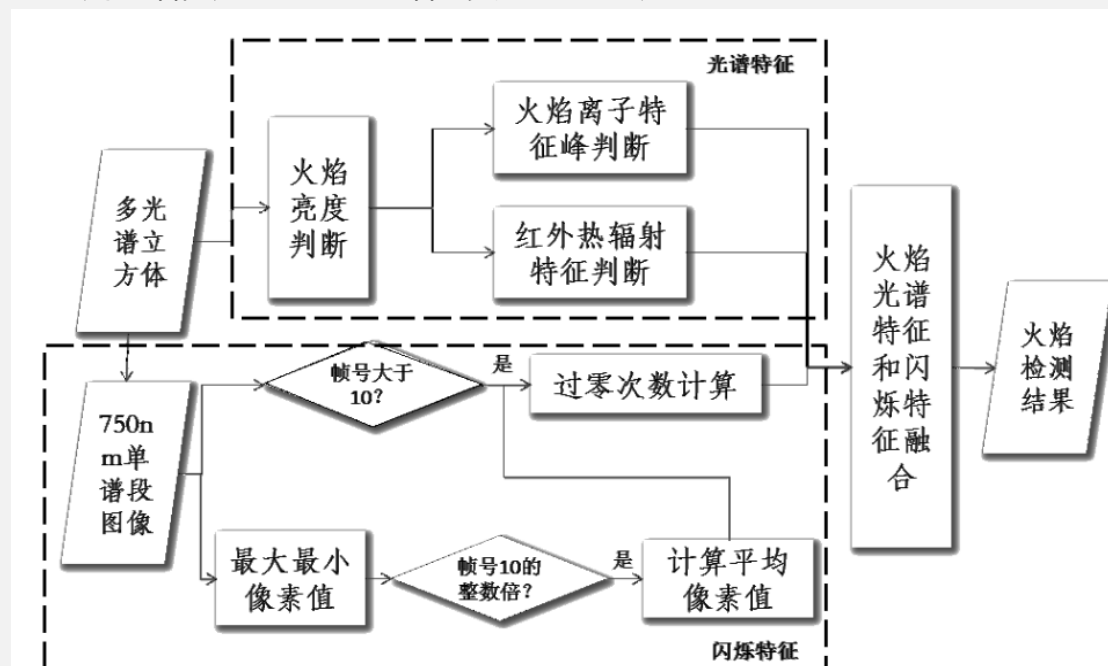 光谱特征
火焰离子特
征峰判断
火焰
亮度
判断
多光
谱立
方体
红外热辐射
特征判断
火焰
光谱
特征
和闪
烁特
征融
合
火焰
检测
结果
帧号大于
10?
是
过零次数计算
750n
m单
谱段
图像
最大最小
像素值
帧号10的
整数倍?
是
计算平均
像素值
闪烁特征